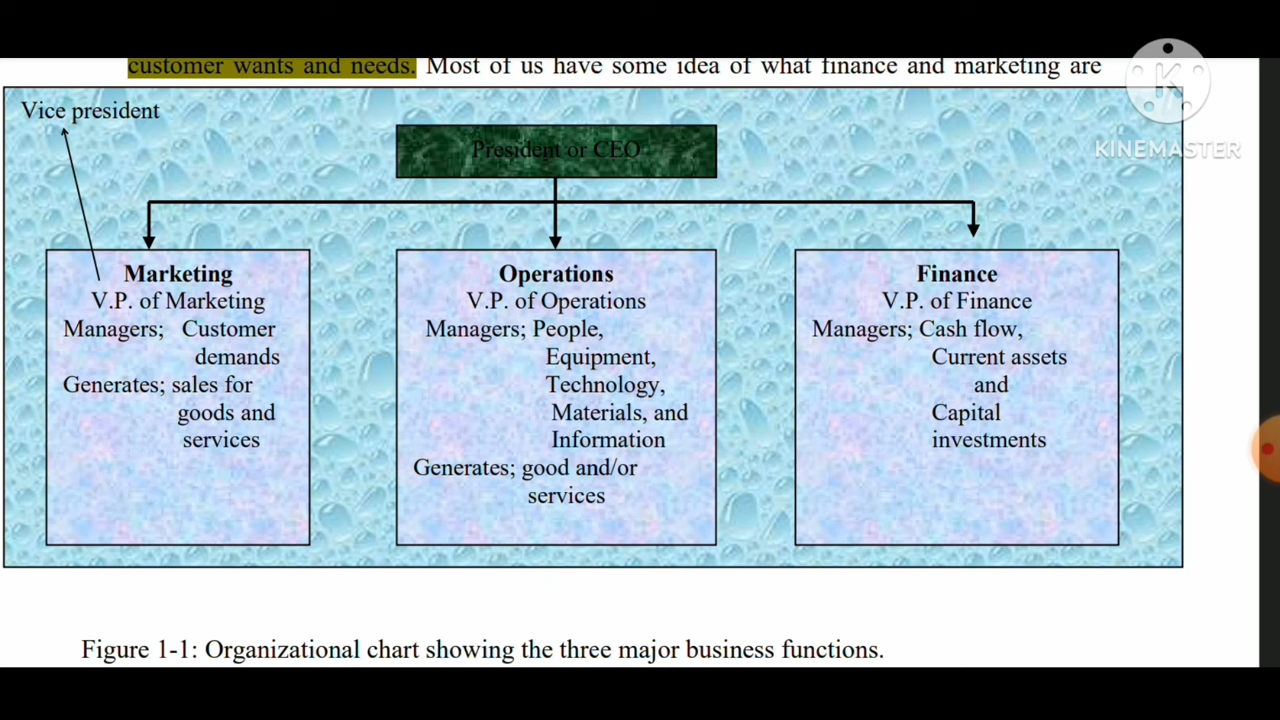 customer wants and needs. Most of us have some idea of what finance and marketing are
KINEMASTER
Vice president
President or CEO
Marketing
V.P. of Marketing
Managers; Customer
demands
Generates; sales for
goods and
services
Operations
V.P. of Operations
Managers; People,
Equipment,
Technology,
Materials, and
Information
Generates; good and/or
services
Finance
V.P. of Finance
Managers; Cash flow,
Current assets
and
Capital
investments
Figure 1-1: Organizational chart showing the three major business functions.